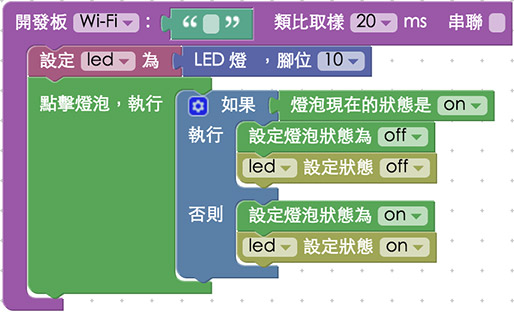 開發板 Wi-Fi ： “ ” 類比取樣 20 ms 串聯
設定 led 為 LED 燈 ，腳位 10
點擊燈泡，執行 如果 燈泡現在的狀態是 on
執行 設定燈泡狀態為 off
led 設定狀態 off
否則 設定燈泡狀態為 on
led 設定狀態 on